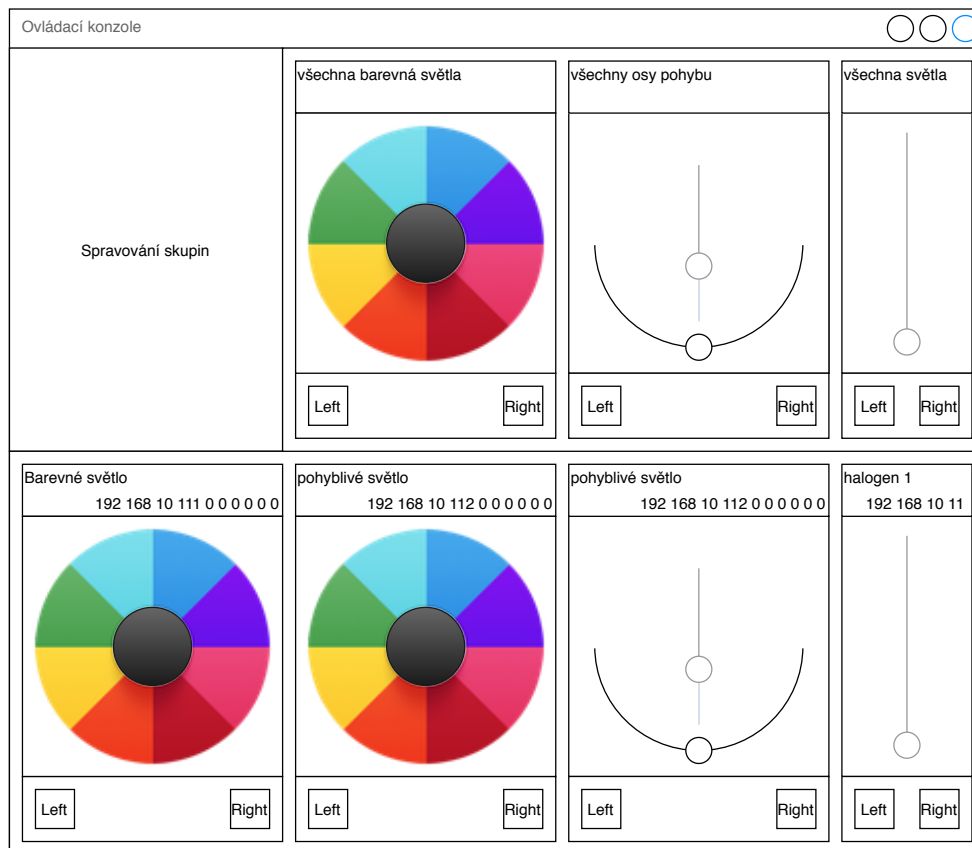 Ovládací konzole
všechna barevná světla
všechny osy pohybu
všechna světla
Spravování skupin
Left
Right
Left
Right
Left
Right
Barevné světlo
192 168 10 111 0 0 0 0 0 0
pohyblivé světlo
192 168 10 112 0 0 0 0 0 0
pohyblivé světlo
192 168 10 112 0 0 0 0 0 0
halogen 1
192 168 10 11
Left
Right
Left
Right
Left
Right
Left
Right